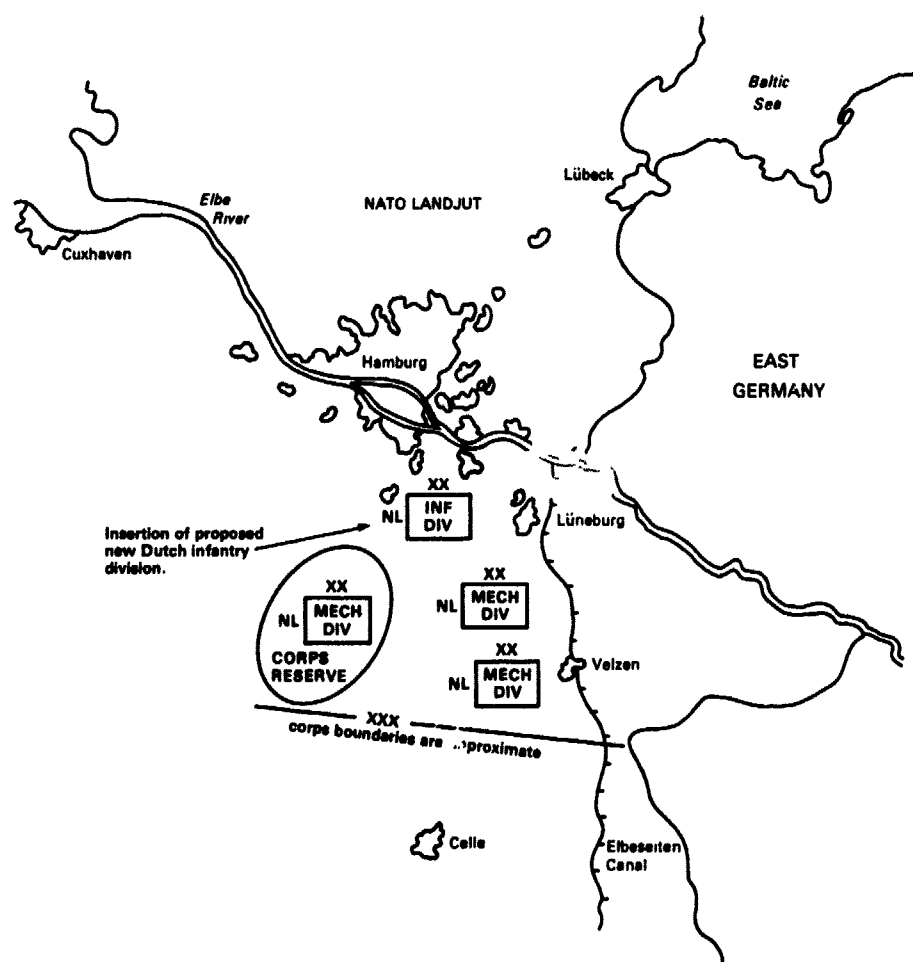 Baltic
Sea
Lübeck
Elbe
River
NATO LANDJUT
Cuxhaven
Hamburg
EAST
GERMANY
XX
NL
INF
DIV
Lüneburg
Insertion of proposed
new Dutch infantry
division.
XX
NL
MECH
DIV
CORPS
RESERVE
XX
NL
MECH
DIV
XX
NL
MECH
DIV
Velzen
XXX
corps boundaries are
Celle
Elbeseiten
Canal